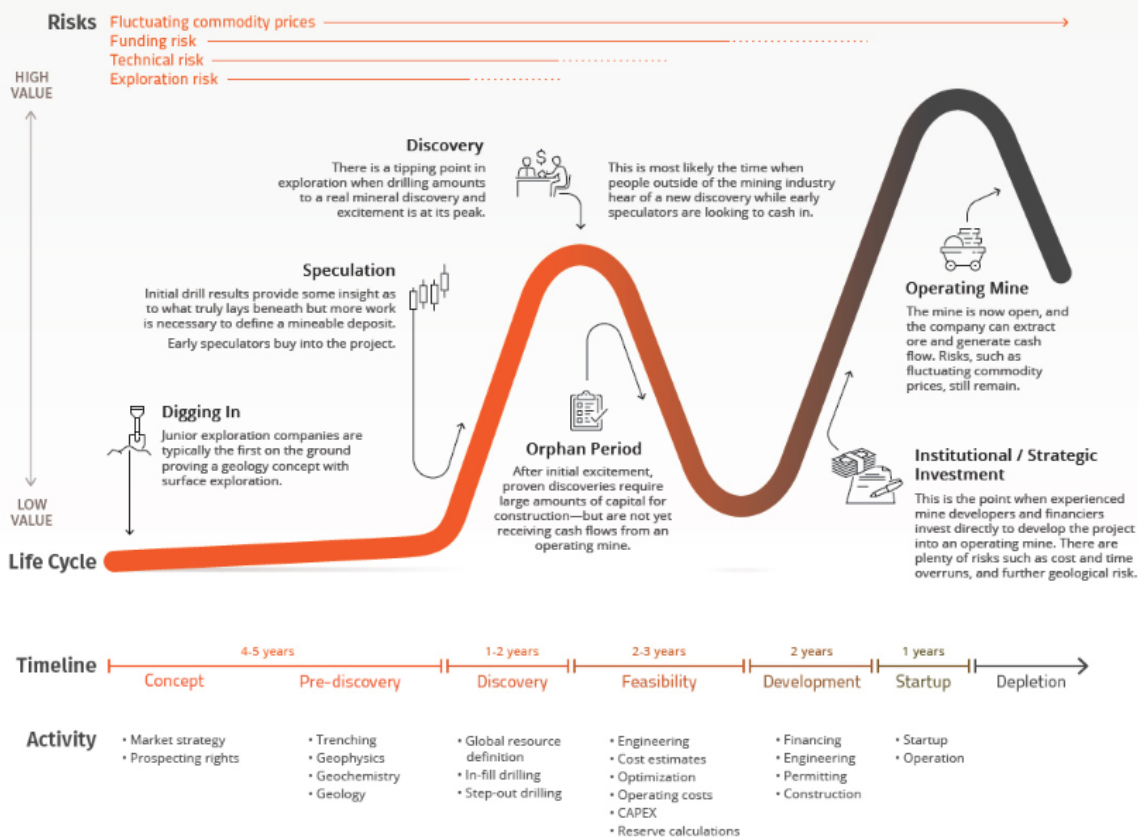 Risks
Fluctuating commodity prices
Funding risk
Technical risk
Exploration risk
HIGH
VALUE
LOW
VALUE
Discovery
There is a tipping point in
exploration when drilling amounts
to a real mineral discovery and
excitement is at its peak.
$
This is most likely the time when
people outside of the mining industry
hear of a new discovery while early
speculators are looking to cash in.
Speculation
Initial drill results provide some insight as
to what truly lays beneath but more work
is necessary to define a mineable deposit.
Early speculators buy into the project.
Digging In
Junior exploration companies are
typically the first on the ground
proving a geology concept with
surface exploration.
Orphan Period
After initial excitement,
proven discoveries require
large amounts of capital for
construction—but are not yet
receiving cash flows from an
operating mine.
Operating Mine
The mine is now open, and
the company can extract
ore and generate cash
flow. Risks, such as
fluctuating commodity
prices, still remain.
Institutional / Strategic
Investment
This is the point when experienced
mine developers and financiers
invest directly to develop the project
into an operating mine. There are
plenty of risks such as cost and time
overruns, and further geological risk.
Life Cycle
Timeline
4-5 years
1-2 years
2-3 years
2 years
1 years
Concept
Pre-discovery
Discovery
Feasibility
Development
Startup
Depletion
Activity
• Market strategy
• Prospecting rights
• Trenching
• Geophysics
• Geochemistry
• Geology
• Global resource
definition
• In-fill drilling
• Step-out drilling
• Engineering
• Cost estimates
• Optimization
• Operating costs
• CAPEX
• Reserve calculations
• Financing
• Engineering
• Permitting
• Construction
• Startup
• Operation